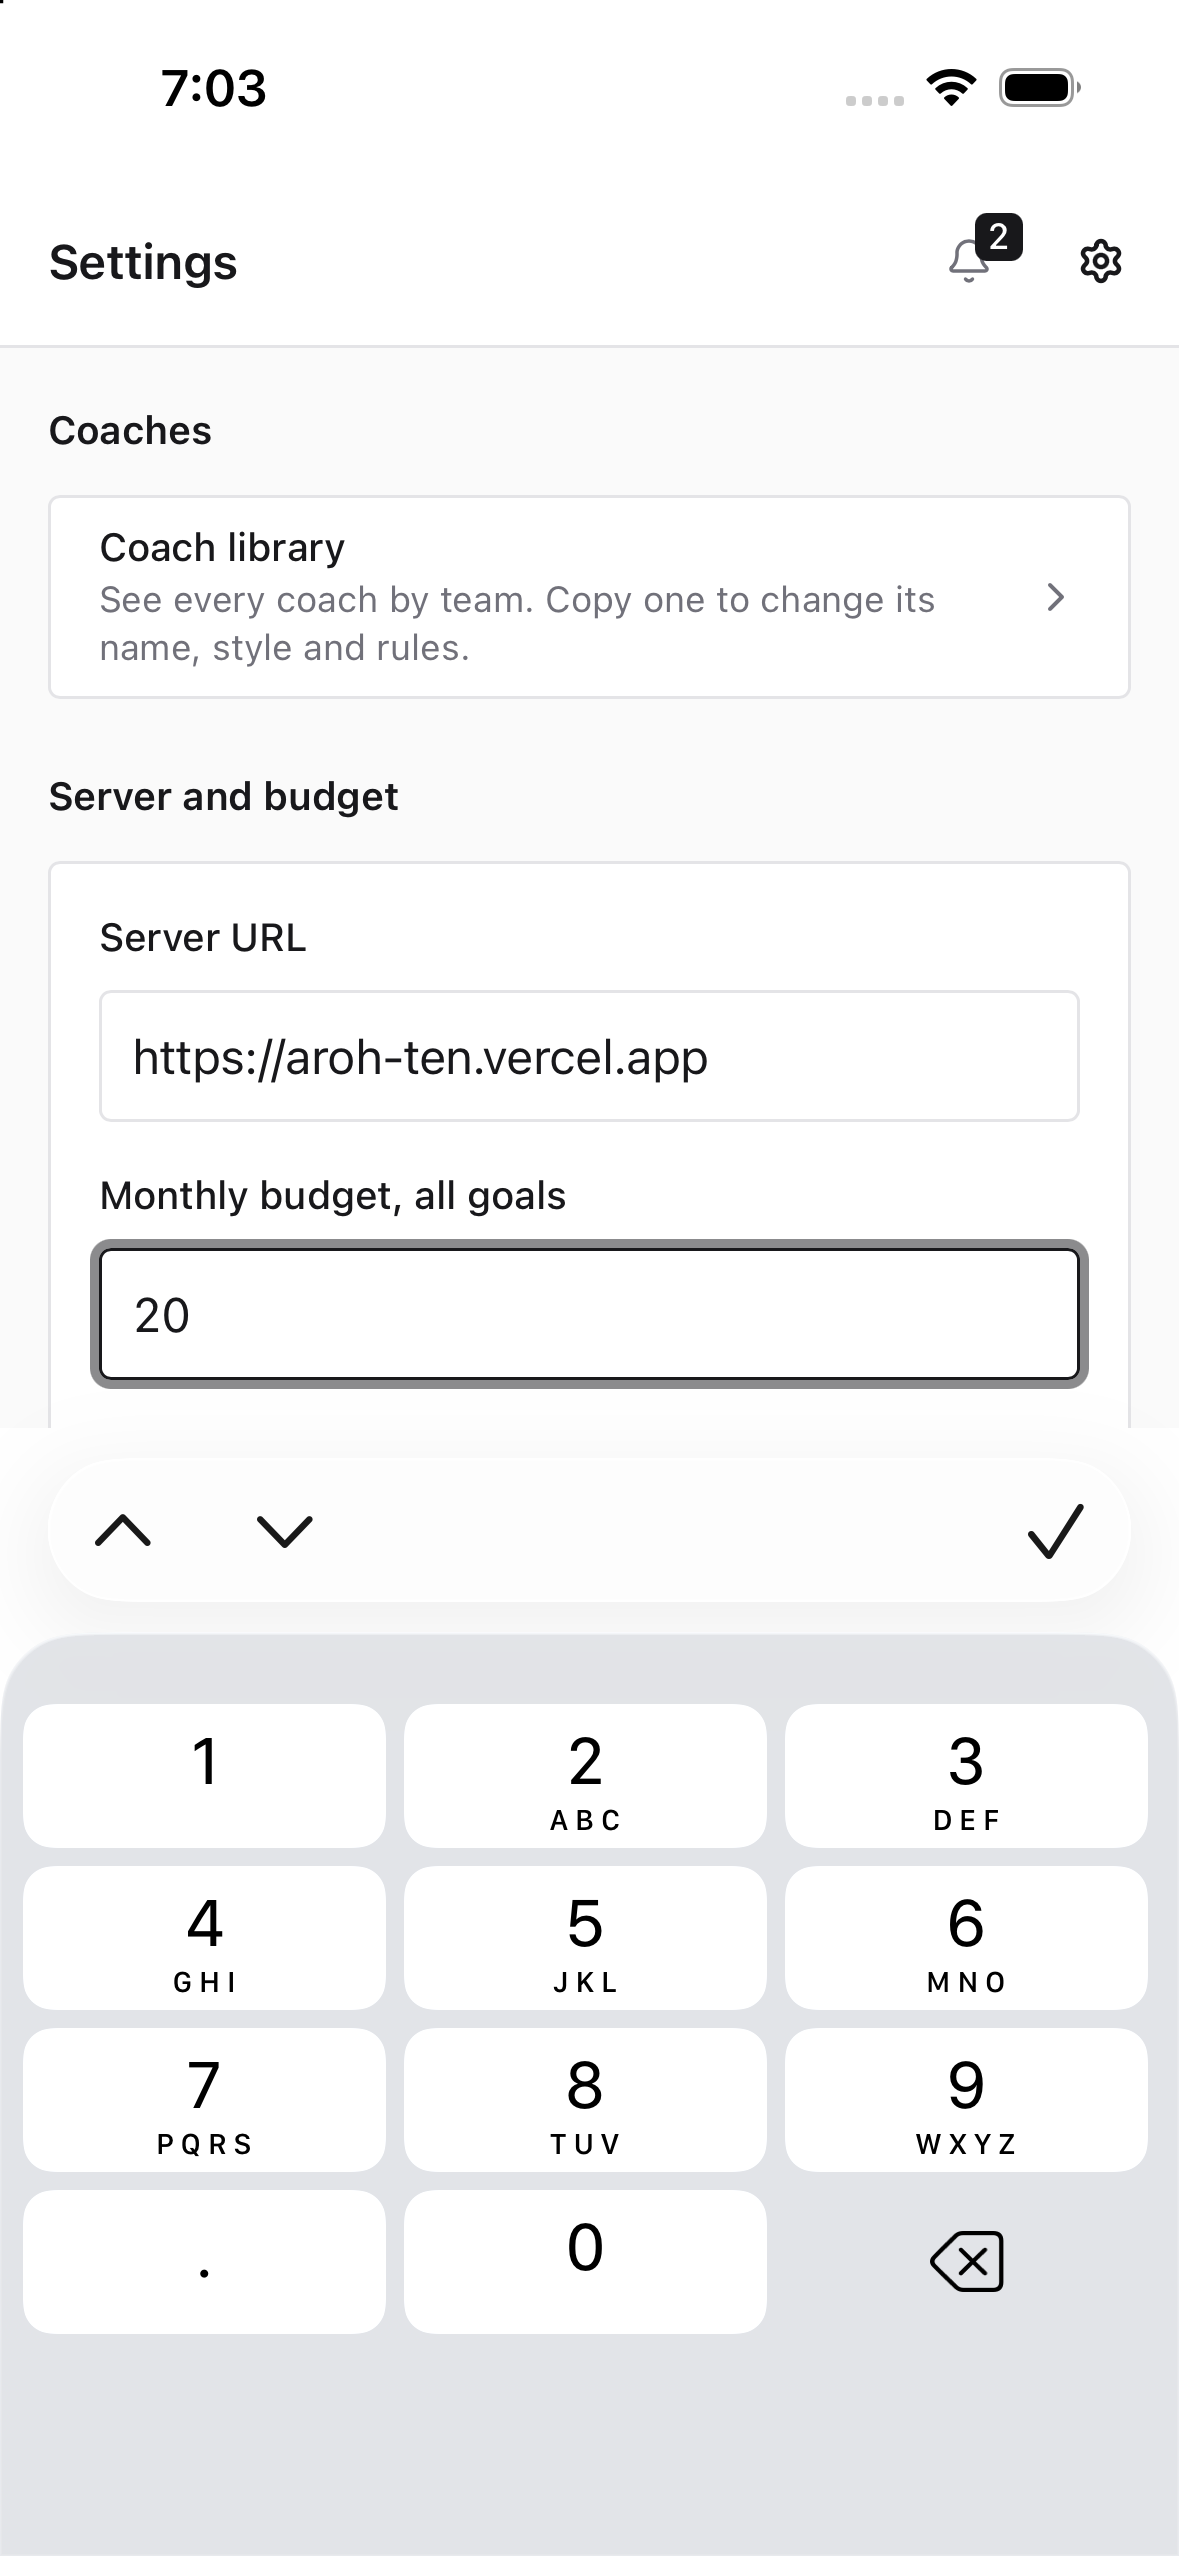 7:03
Settings
2
Coaches
Coach library
See every coach by team. Copy one to change its
name, style and rules.
Server and budget
Server URL
https://aroh-ten.vercel.app
Monthly budget, all goals
20
1
2
ABC
3
DEF
4
GHI
5
JKL
6
MNO
7
PQRS
8
TUV
9
WXYZ
.
0